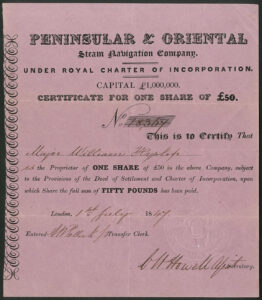 PENINSULAR & ORIENTAL
Steam Navigation Company,
UNDER ROYAL CHARTER OF INCORPORATION.
CAPITAL £1,000,000.
CERTIFICATE FOR ONE SHARE OF £50.
No.
This is to Certify That
Major William
is the Proprietor of ONE SHARE of £50 in the above Company, subject
to the Provisions of the Deed of Settlement and Charter of Incorporation, upon
which Share the full sum of FIFTY POUNDS has been paid.
London, 1st July 1847
Entered Transfer Clerk.
C W Howell Secretary.